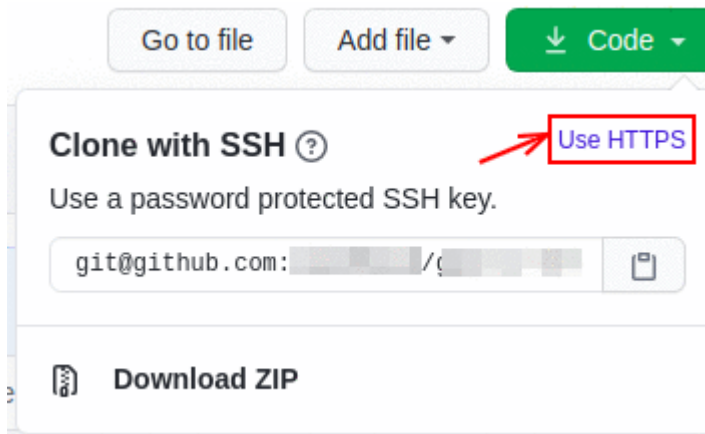 Go to file
Add file
Code
Clone with SSH
Use HTTPS
Use a password protected SSH key.
git@github.com:
Download ZIP